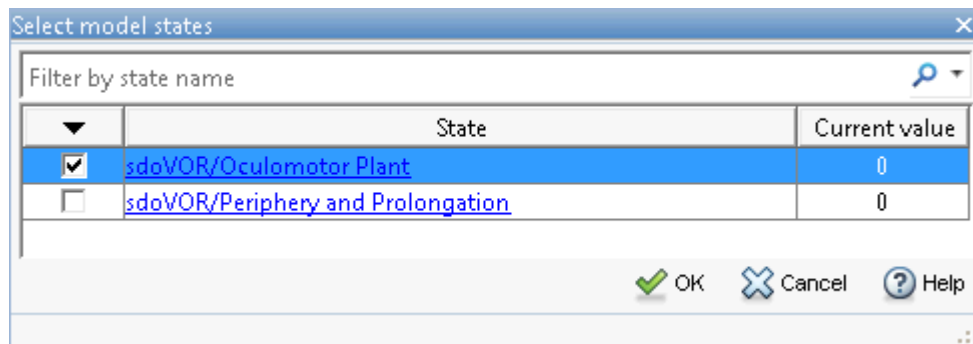 Select model states
Filter by state name
State Current value
sdoVOR/Oculomotor Plant 0
sdoVOR/Periphery and Prolongation 0
OK Cancel Help